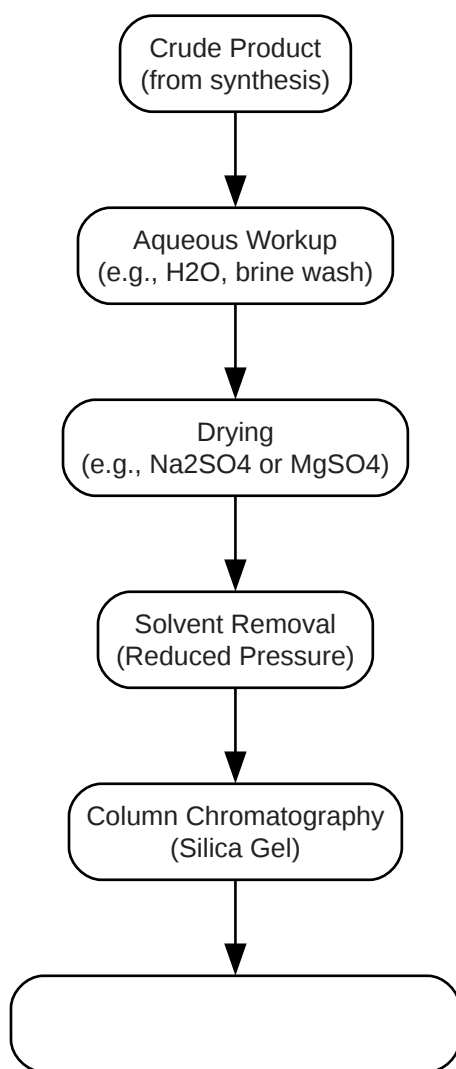 Crude Product
(from synthesis)
Aqueous Workup
(e.g., H2O, brine wash)
Drying
(e.g., Na2SO4 or MgSO4)
Solvent Removal
(Reduced Pressure)
Column Chromatography
(Silica Gel)